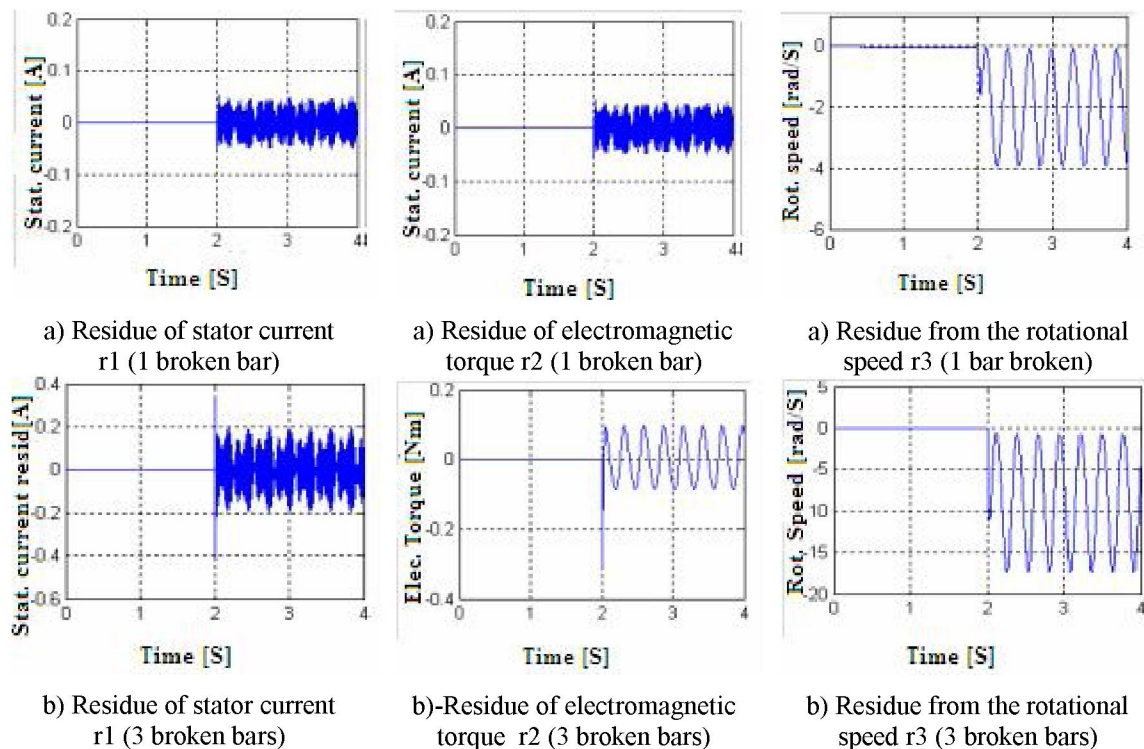 0.2
0.1
0
-0.1
-0.2
Stat. current [A]
0 1 2 3 4
Time [S]
a) Residue of stator current
r1 (1 broken bar)
0.2
0.1
0
-0.1
-0.2
Stat. current [A]
0 1 2 3 4
Time [S]
a) Residue of electromagnetic
torque r2 (1 broken bar)
0
-2
-4
-6
Rot. speed [rad/S]
0 1 2 3 4
Time [S]
a) Residue from the rotational
speed r3 (1 bar broken)
0.4
0.2
0
-0.2
-0.4
-0.6
Stat. current resid[A]
0 1 2 3 4
Time [S]
b) Residue of stator current
r1 (3 broken bars)
0.2
0
-0.2
-0.4
Elec. Torque [Nm]
0 1 2 3 4
Time [S]
b)-Residue of electromagnetic
torque r2 (3 broken bars)
5
0
-5
10
-15
-20
Rot. Speed [rad/S]
0 1 2 3 4
Time [S]
b) Residue from the rotational
speed r3 (3 broken bars)